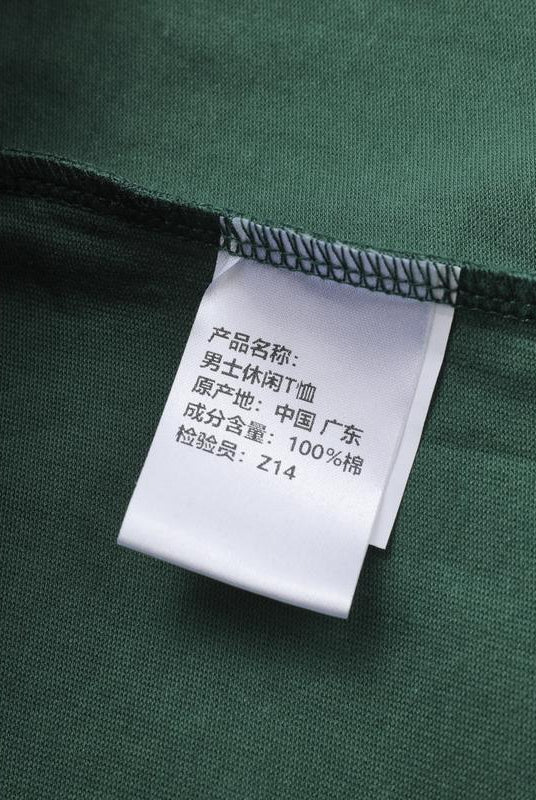 产品名称：
男士休闲T恤
原产地：中国 广东
成分含量：100%棉
检验员：Z14